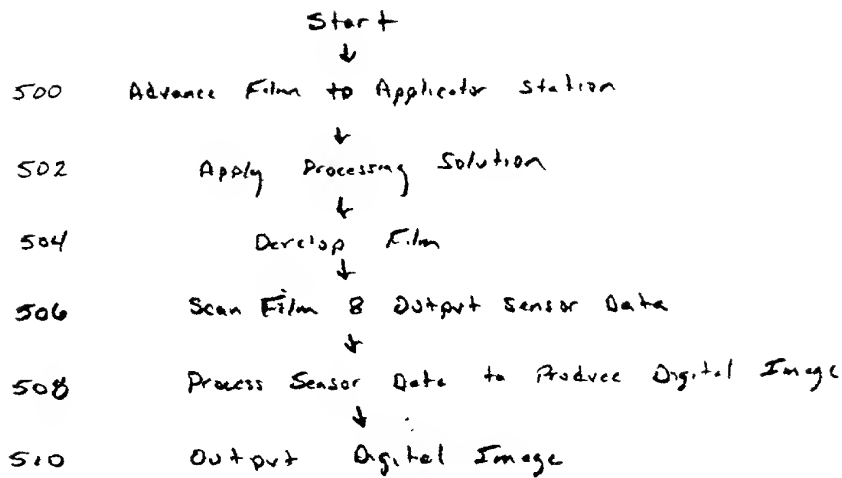 Start
500 Advance Film to Applicator Station
502 Apply Processing Solution
504 Develop Film
506 Scan Film & Output Sensor Data
508 Process Sensor Data to Produce Digital Image
510 Output Digital Image